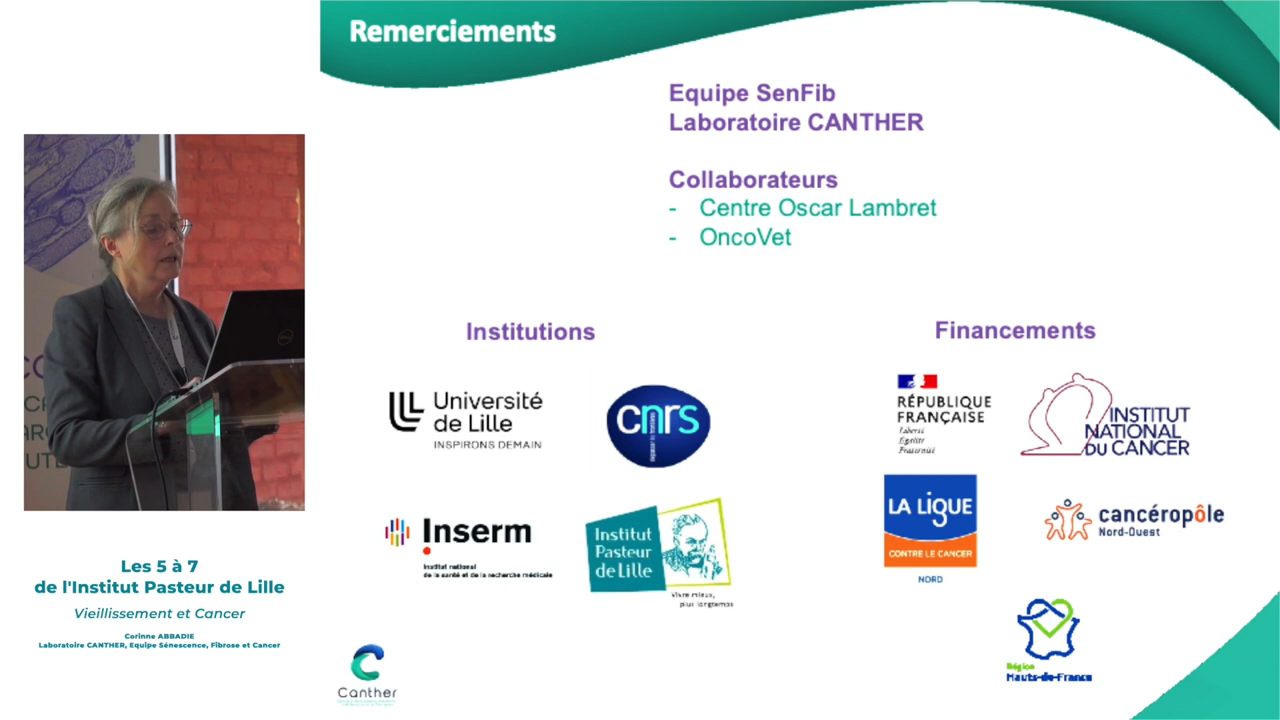 Remerciements
Equipe SenFib
Laboratoire CANTHER
Collaborateurs
- Centre Oscar Lambret
- OncoVet
Institutions
Financements
Université
de Lille
INSPIRONS DEMAIN
cnrs
RÉPUBLIQUE
FRANÇAISE
Liberté
Égalité
Fraternité
INSTITUT
NATIONAL
DU CANCER
Inserm
Institut national
de la santé et de la recherche médicale
Institut
Pasteur
de Lille
Vivre mieux,
plus longtemps
LA LIGUE
CONTRE LE CANCER
NORD
cancéropôle
Nord-Ouest
Région
Hauts-de-France
Canther
Les 5 à 7
de l'Institut Pasteur de Lille
Vieillissement et Cancer
Corinne ABBADIE
Laboratoire CANTHER, Equipe Sénescence, Fibrose et Cancer